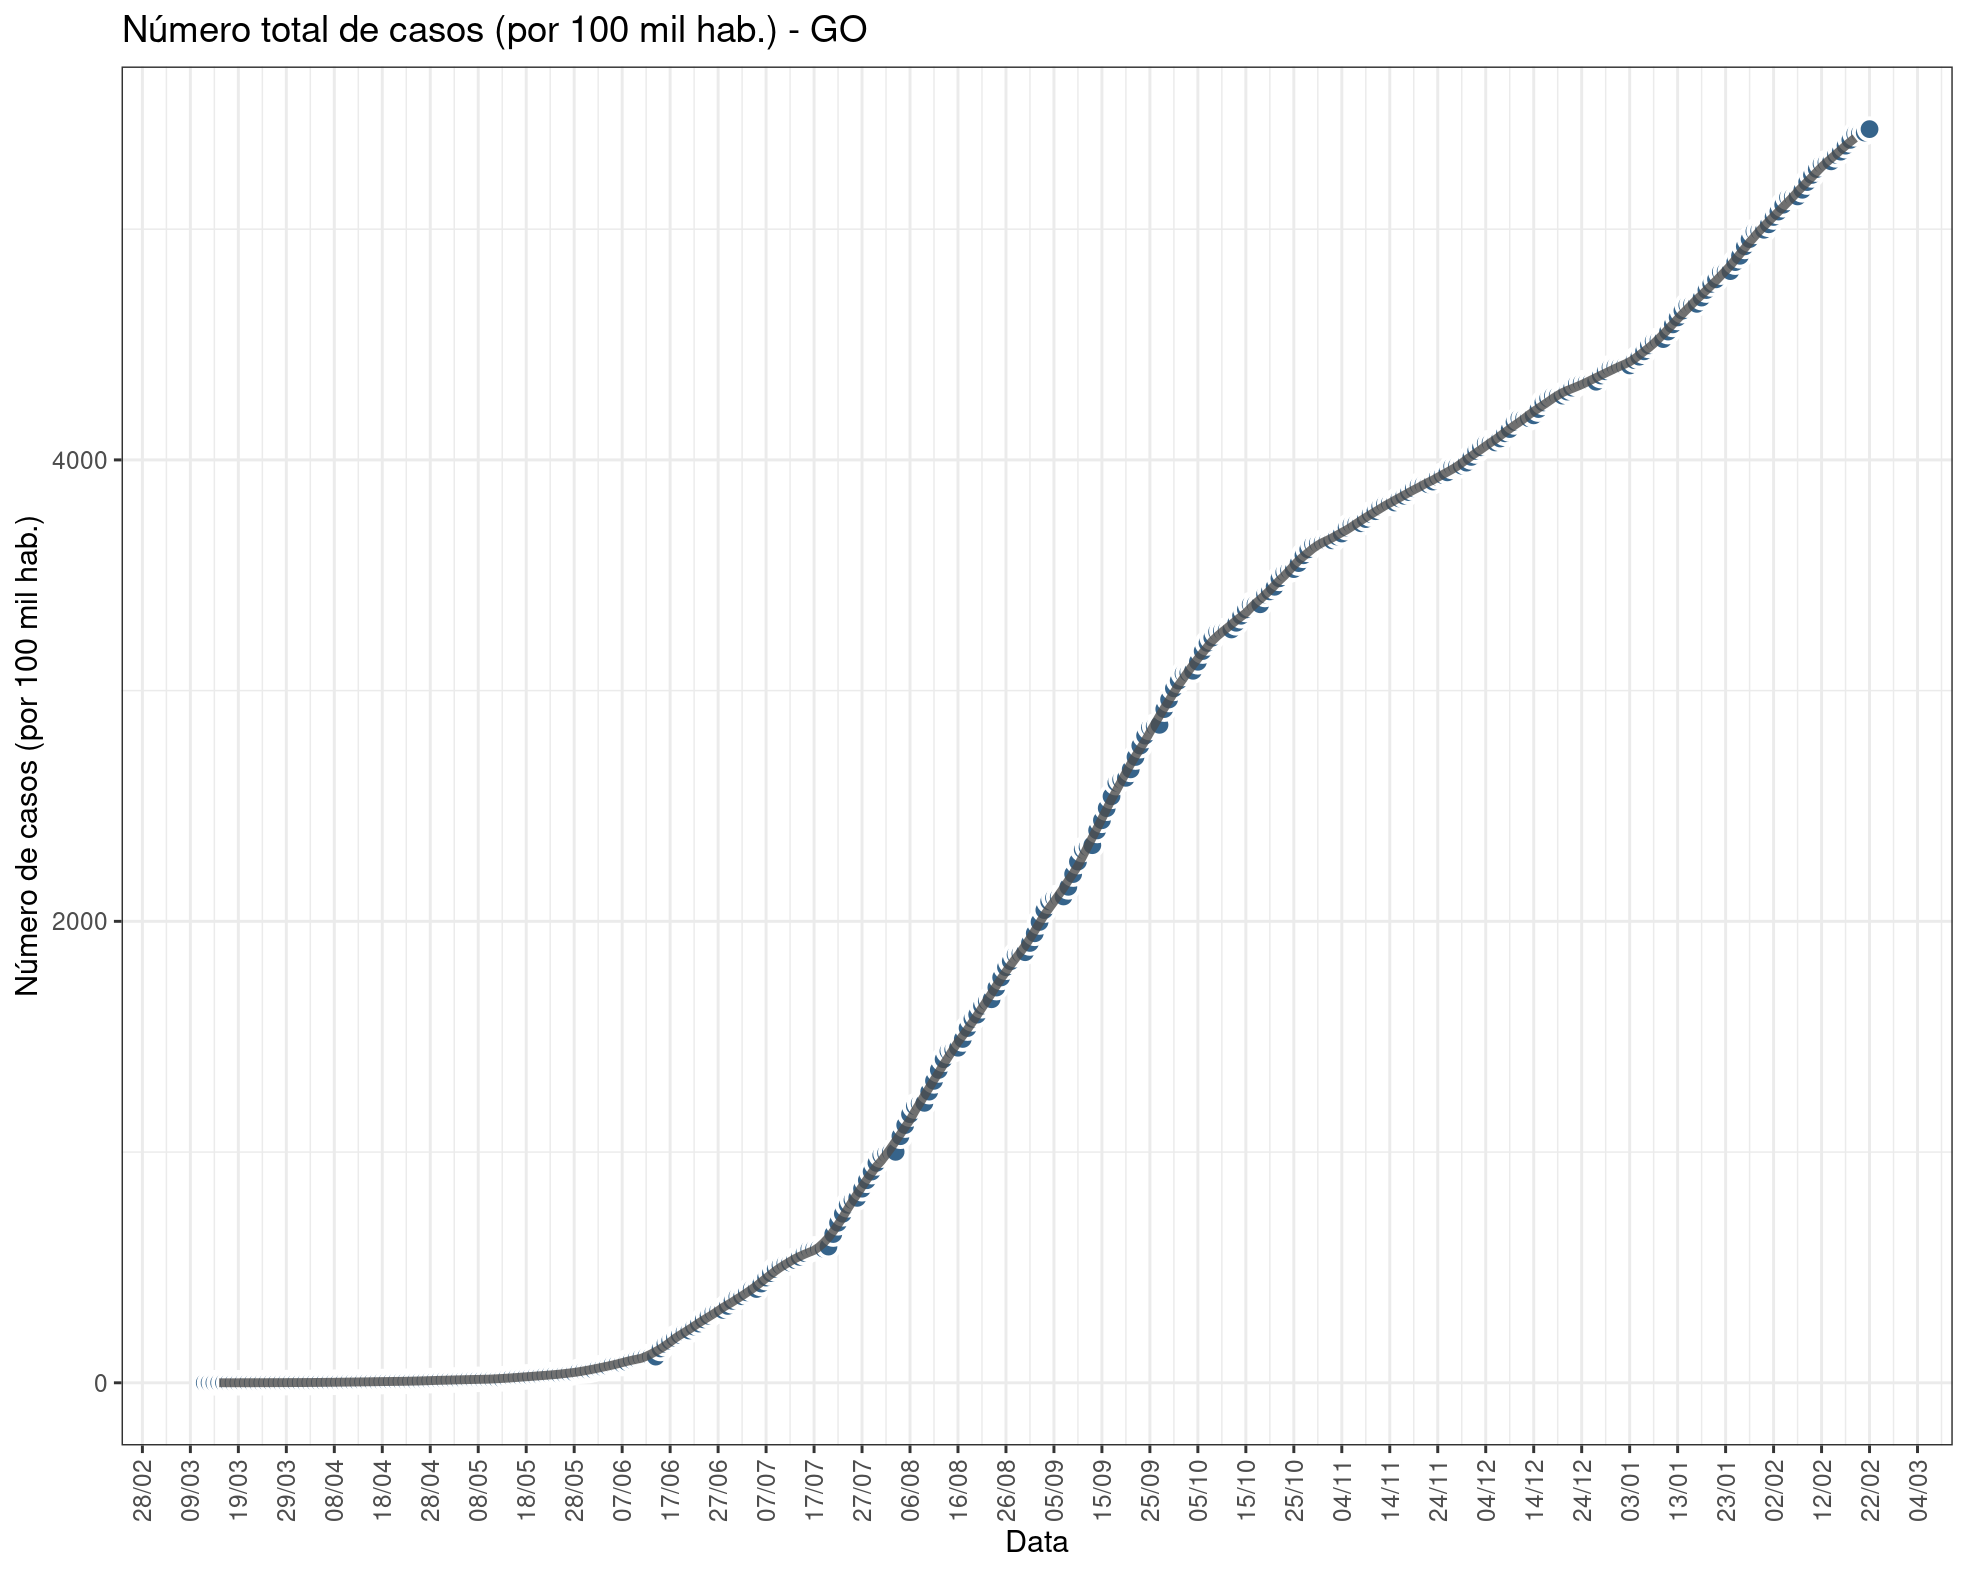 Número total de casos (por 100 mil hab.) - GO
Número de casos (por 100 mil hab.)
4000
2000
0
28/02 09/03 19/03 29/03 08/04 18/04 28/04 08/05 18/05 28/05 07/06 17/06 27/06 07/07 17/07 27/07 06/08 16/08 26/08 05/09 15/09 25/09 05/10 15/10 25/10 04/11 14/11 24/11 04/12 14/12 24/12 03/01 13/01 23/01 02/02 12/02 22/02 04/03
Data